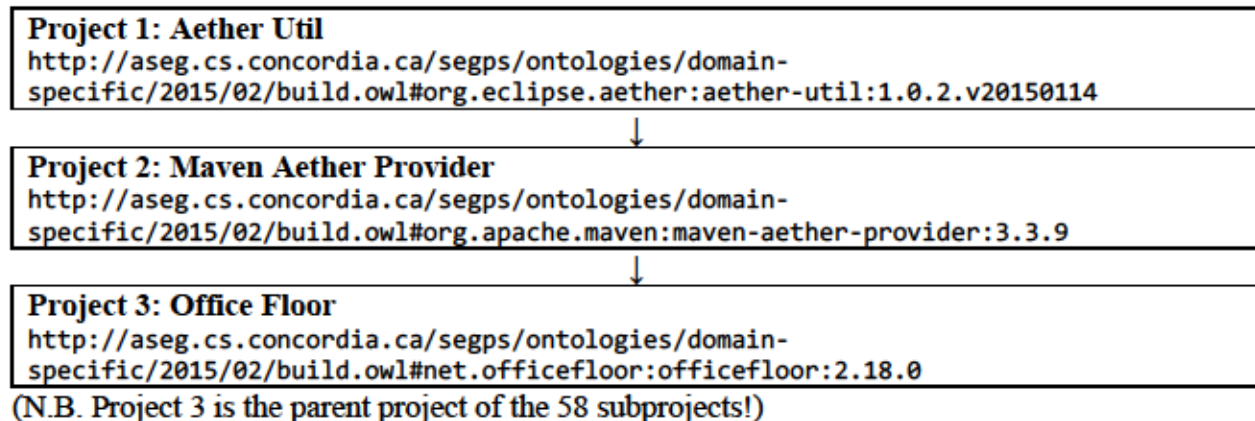 Project 1: Aether Util
http://aseg.cs.concordia.ca/segps/ontologies/domain-
specific/2015/02/build.owl#org.eclipse.aether:aether-util:1.0.2.v20150114
↓
Project 2: Maven Aether Provider
http://aseg.cs.concordia.ca/segps/ontologies/domain-
specific/2015/02/build.owl#org.apache.maven:maven-aether-provider:3.3.9
↓
Project 3: Office Floor
http://aseg.cs.concordia.ca/segps/ontologies/domain-
specific/2015/02/build.owl#net.officefloor:officefloor:2.18.0
(N.B. Project 3 is the parent project of the 58 subprojects!)